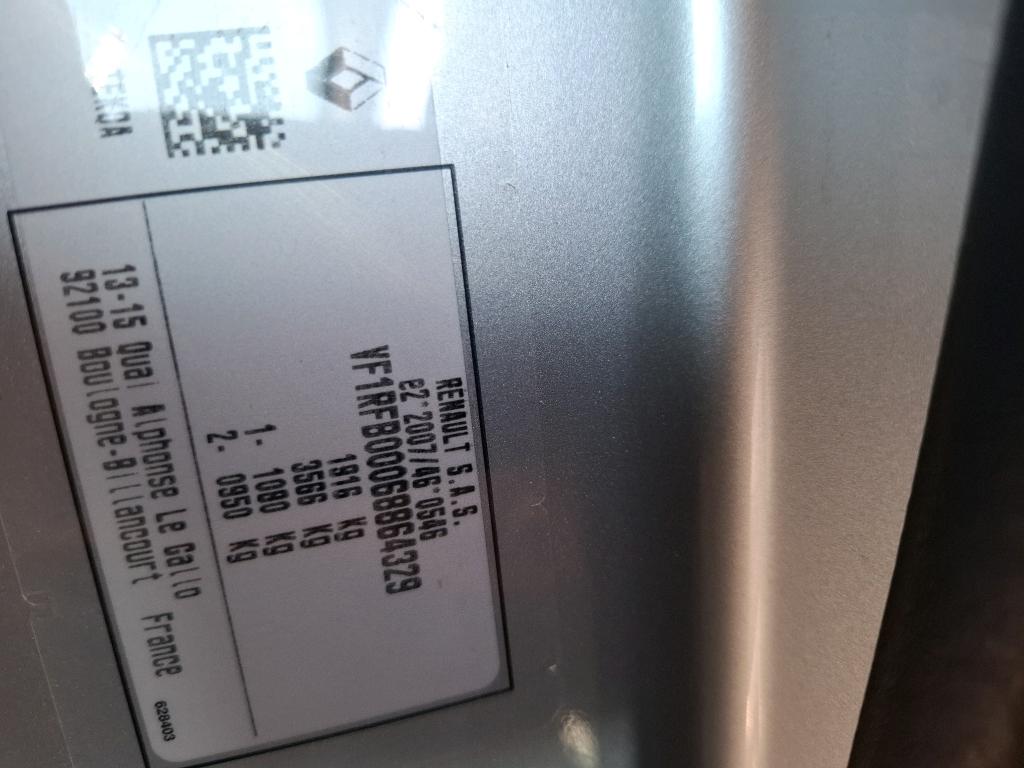 RENAULT S.A.S.
e2*2007/46*0546
VF1RFB00068864329
1916 Kg
3566 Kg
1- 1080 Kg
2- 0950 Kg
13-15 Quai Alphonse Le Gallo
92100 Boulogne-Billancourt France
628403